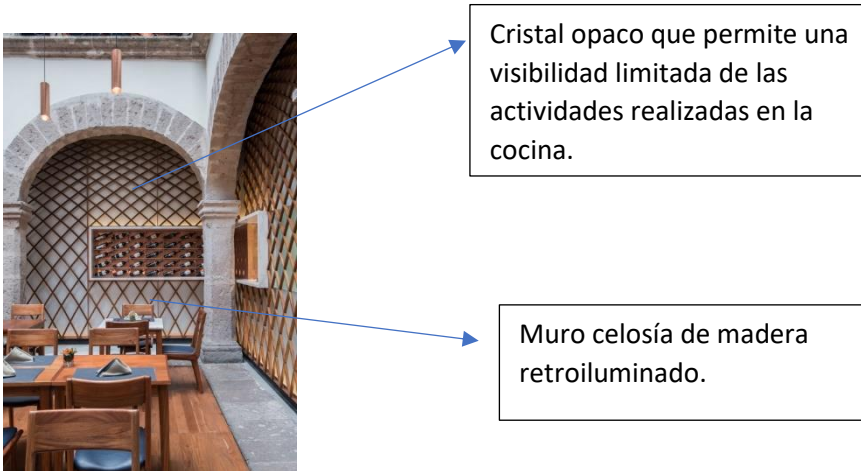 Cristal opaco que permite una
visibilidad limitada de las
actividades realizadas en la
cocina.
Muro celosía de madera
retroiluminado.